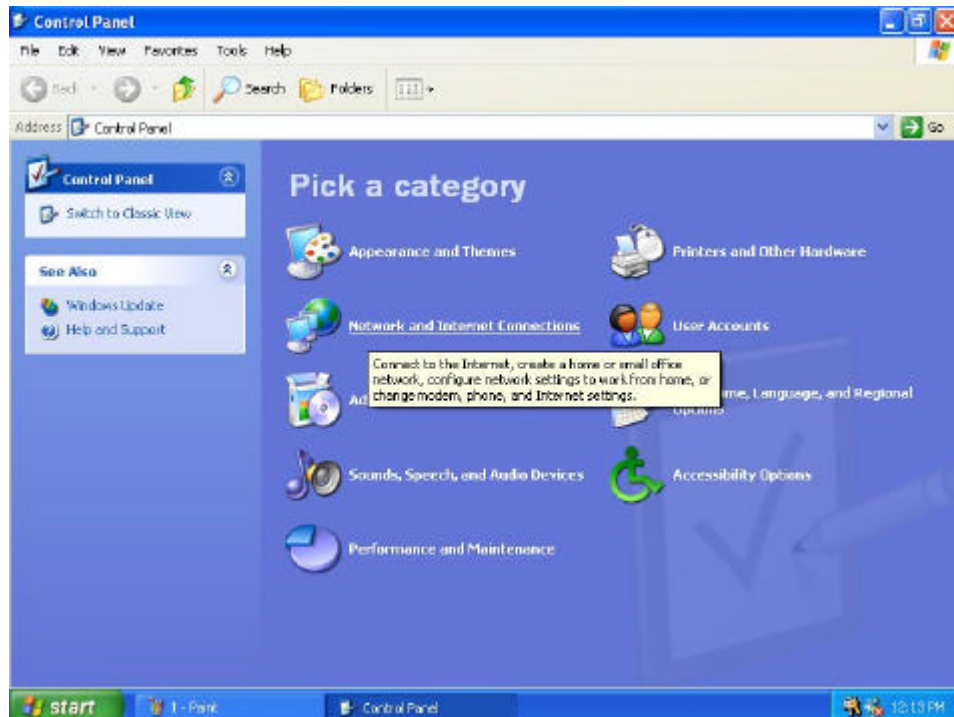 Control Panel
File Edit View Favorites Tools Help
Back Search Folders
Address Control Panel Go
Control Panel
Switch to Classic View
See Also
Windows Update
Help and Support
Pick a category
Appearance and Themes
Printers and Other Hardware
Network and Internet Connections
User Accounts
Connect to the Internet, create a home or small office
network, configure network settings to work from home, or
change modem, phone, and Internet settings.
Ad
me, Language, and Regional
Options
Sounds, Speech, and Audio Devices
Accessibility Options
Performance and Maintenance
start 1 - Paint Control Panel 12:13 PM